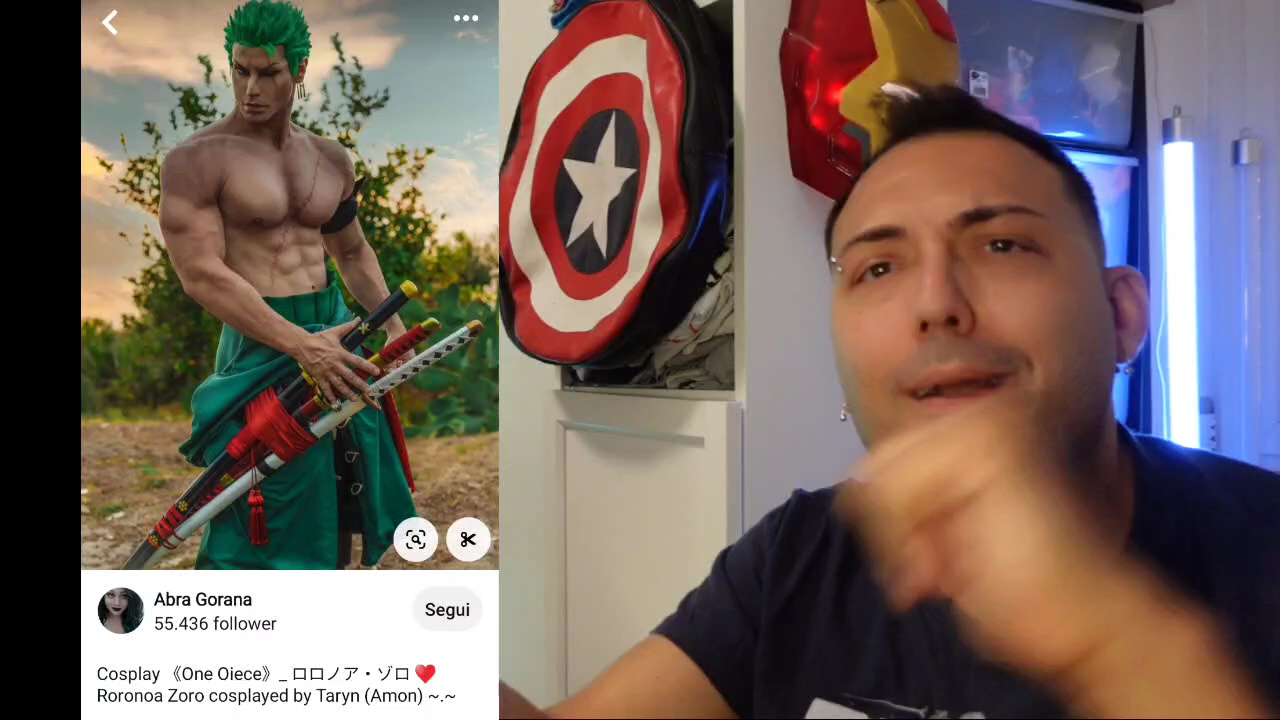 Abra Gorana
55.436 follower
Segui
Cosplay 《One Oiece》_ ロロノア・ゾロ ❤️
Roronoa Zoro cosplayed by Taryn (Amon) ~.~